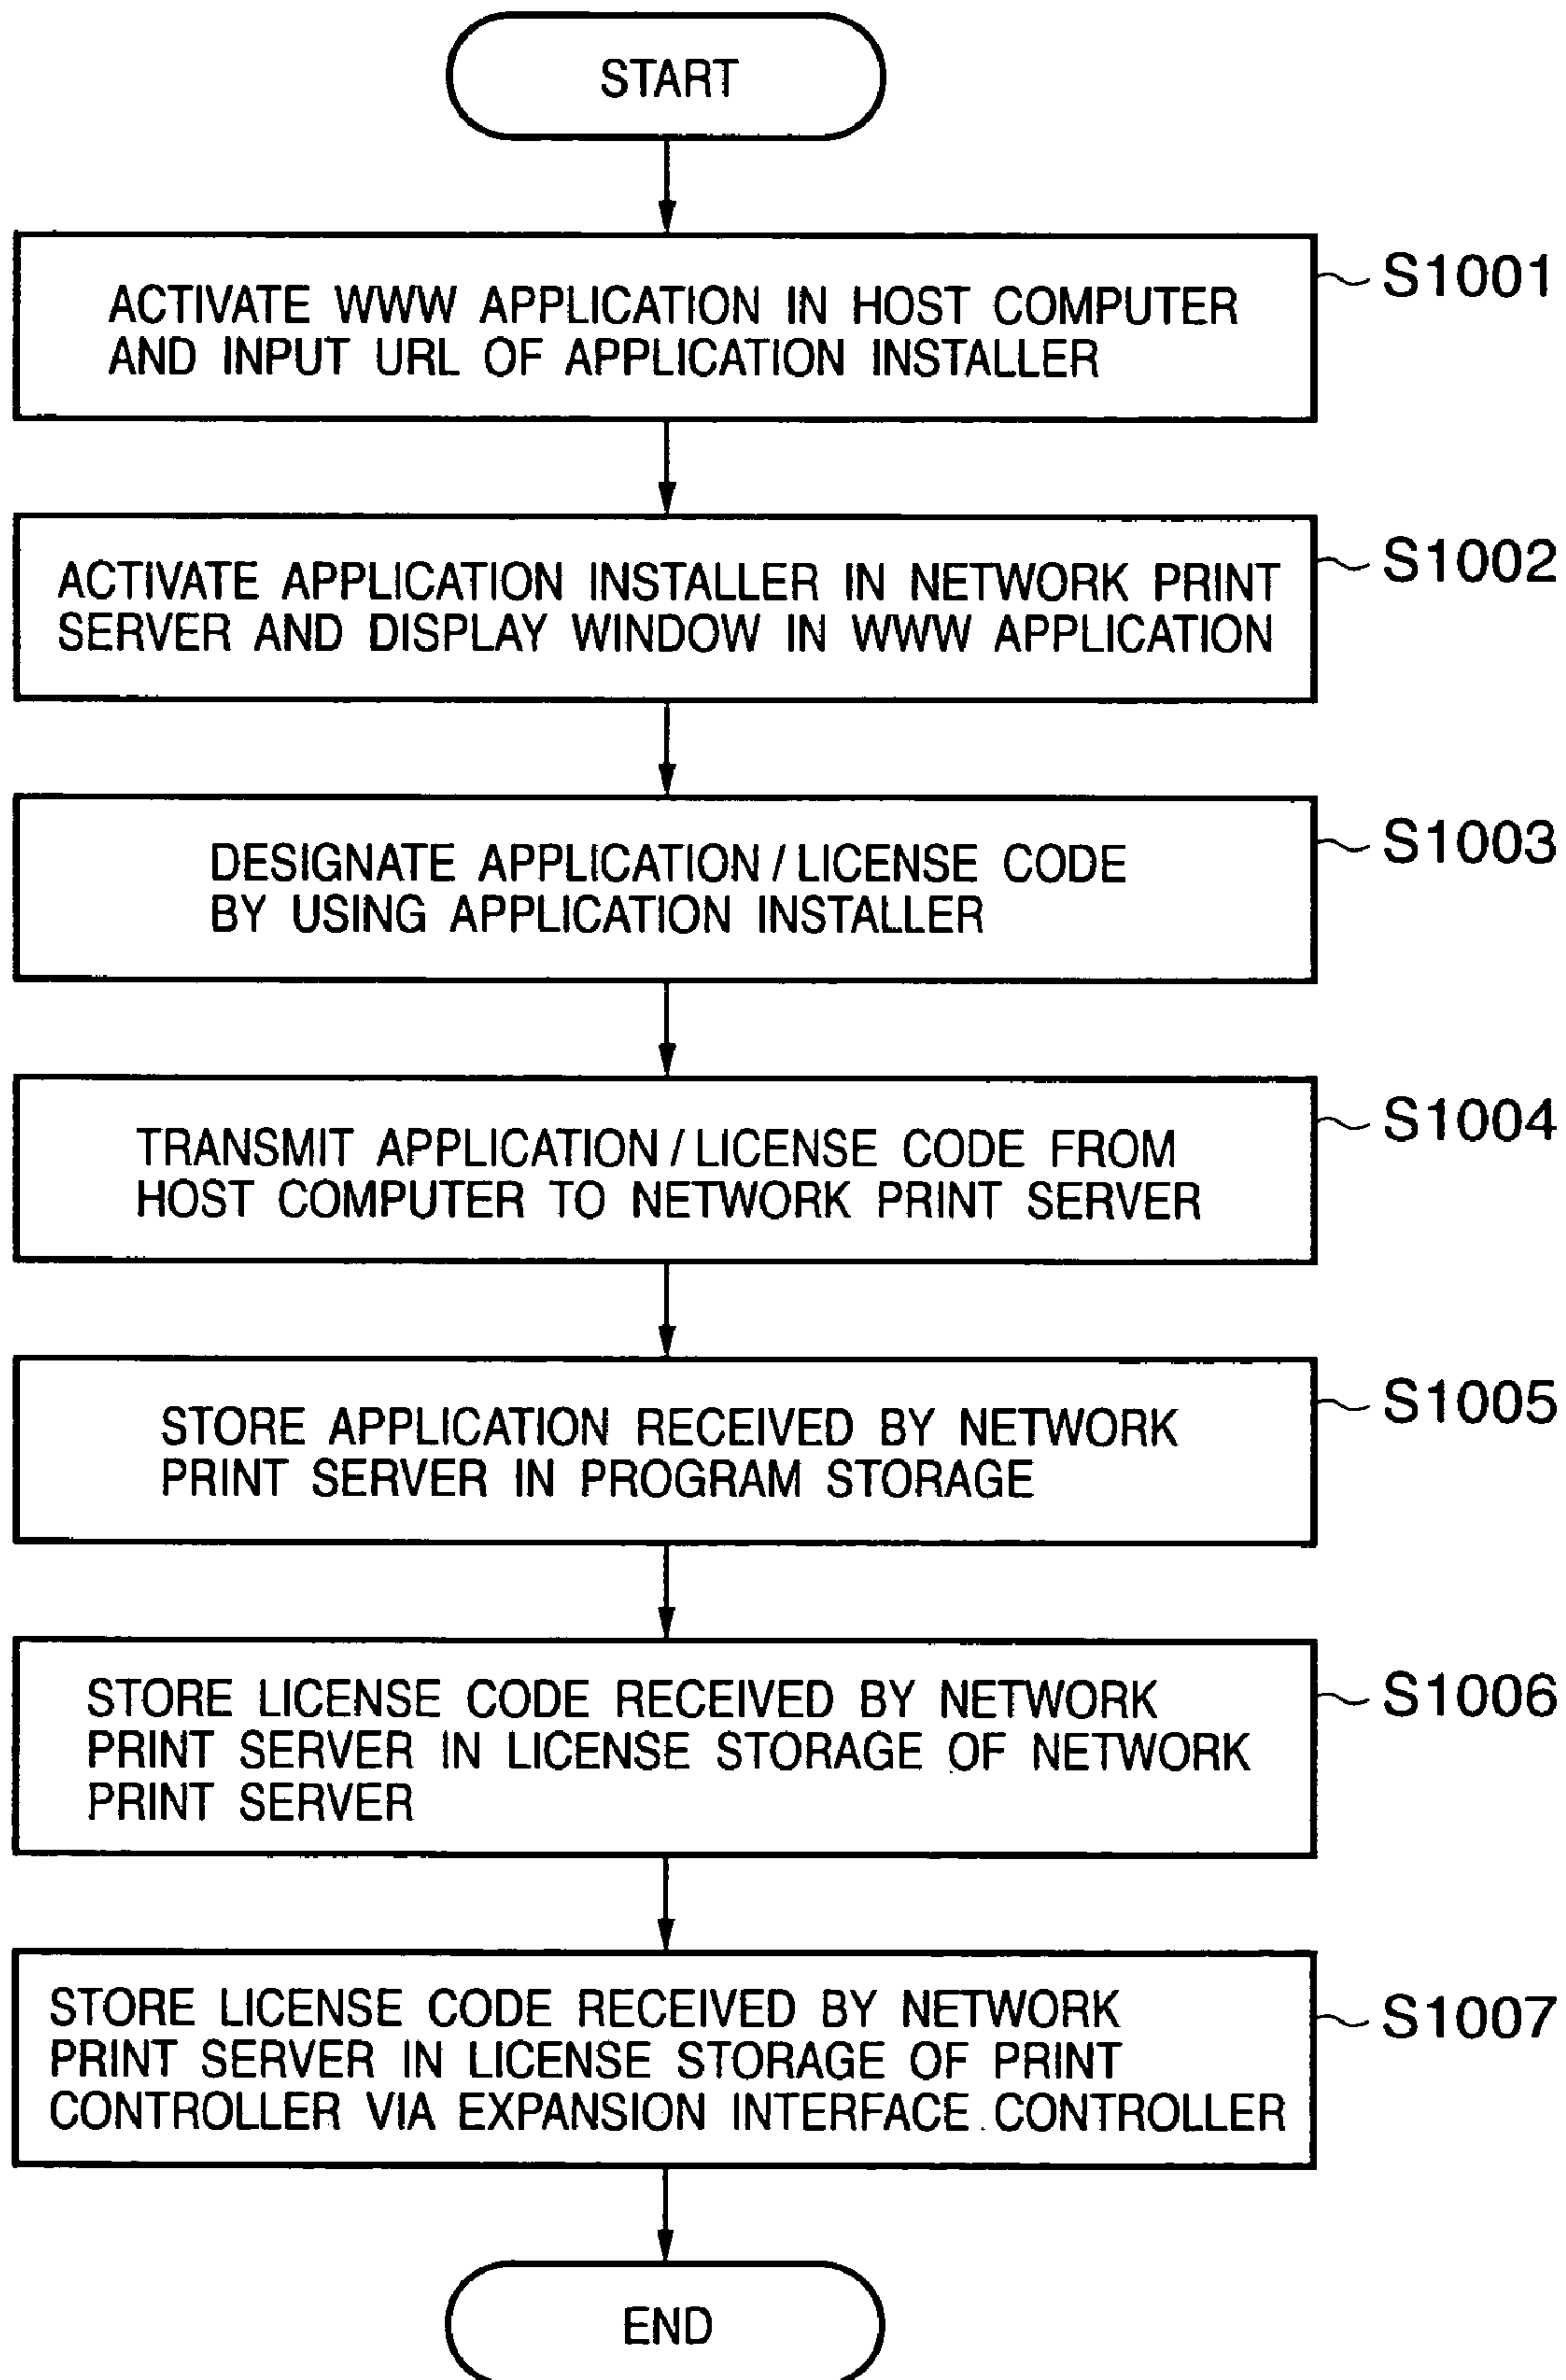 START
S1001
ACTIVATE WWW APPLICATION IN HOST COMPUTER
AND INPUT URL OF APPLICATION INSTALLER
S1002
ACTIVATE APPLICATION INSTALLER IN NETWORK PRINT
SERVER AND DISPLAY WINDOW IN WWW APPLICATION
S1003
DESIGNATE APPLICATION / LICENSE CODE
BY USING APPLICATION INSTALLER
S1004
TRANSMIT APPLICATION / LICENSE CODE FROM
HOST COMPUTER TO NETWORK PRINT SERVER
S1005
STORE APPLICATION RECEIVED BY NETWORK
PRINT SERVER IN PROGRAM STORAGE
S1006
STORE LICENSE CODE RECEIVED BY NETWORK
PRINT SERVER IN LICENSE STORAGE OF NETWORK
PRINT SERVER
S1007
STORE LICENSE CODE RECEIVED BY NETWORK
PRINT SERVER IN LICENSE STORAGE OF PRINT
CONTROLLER VIA EXPANSION INTERFACE CONTROLLER
END